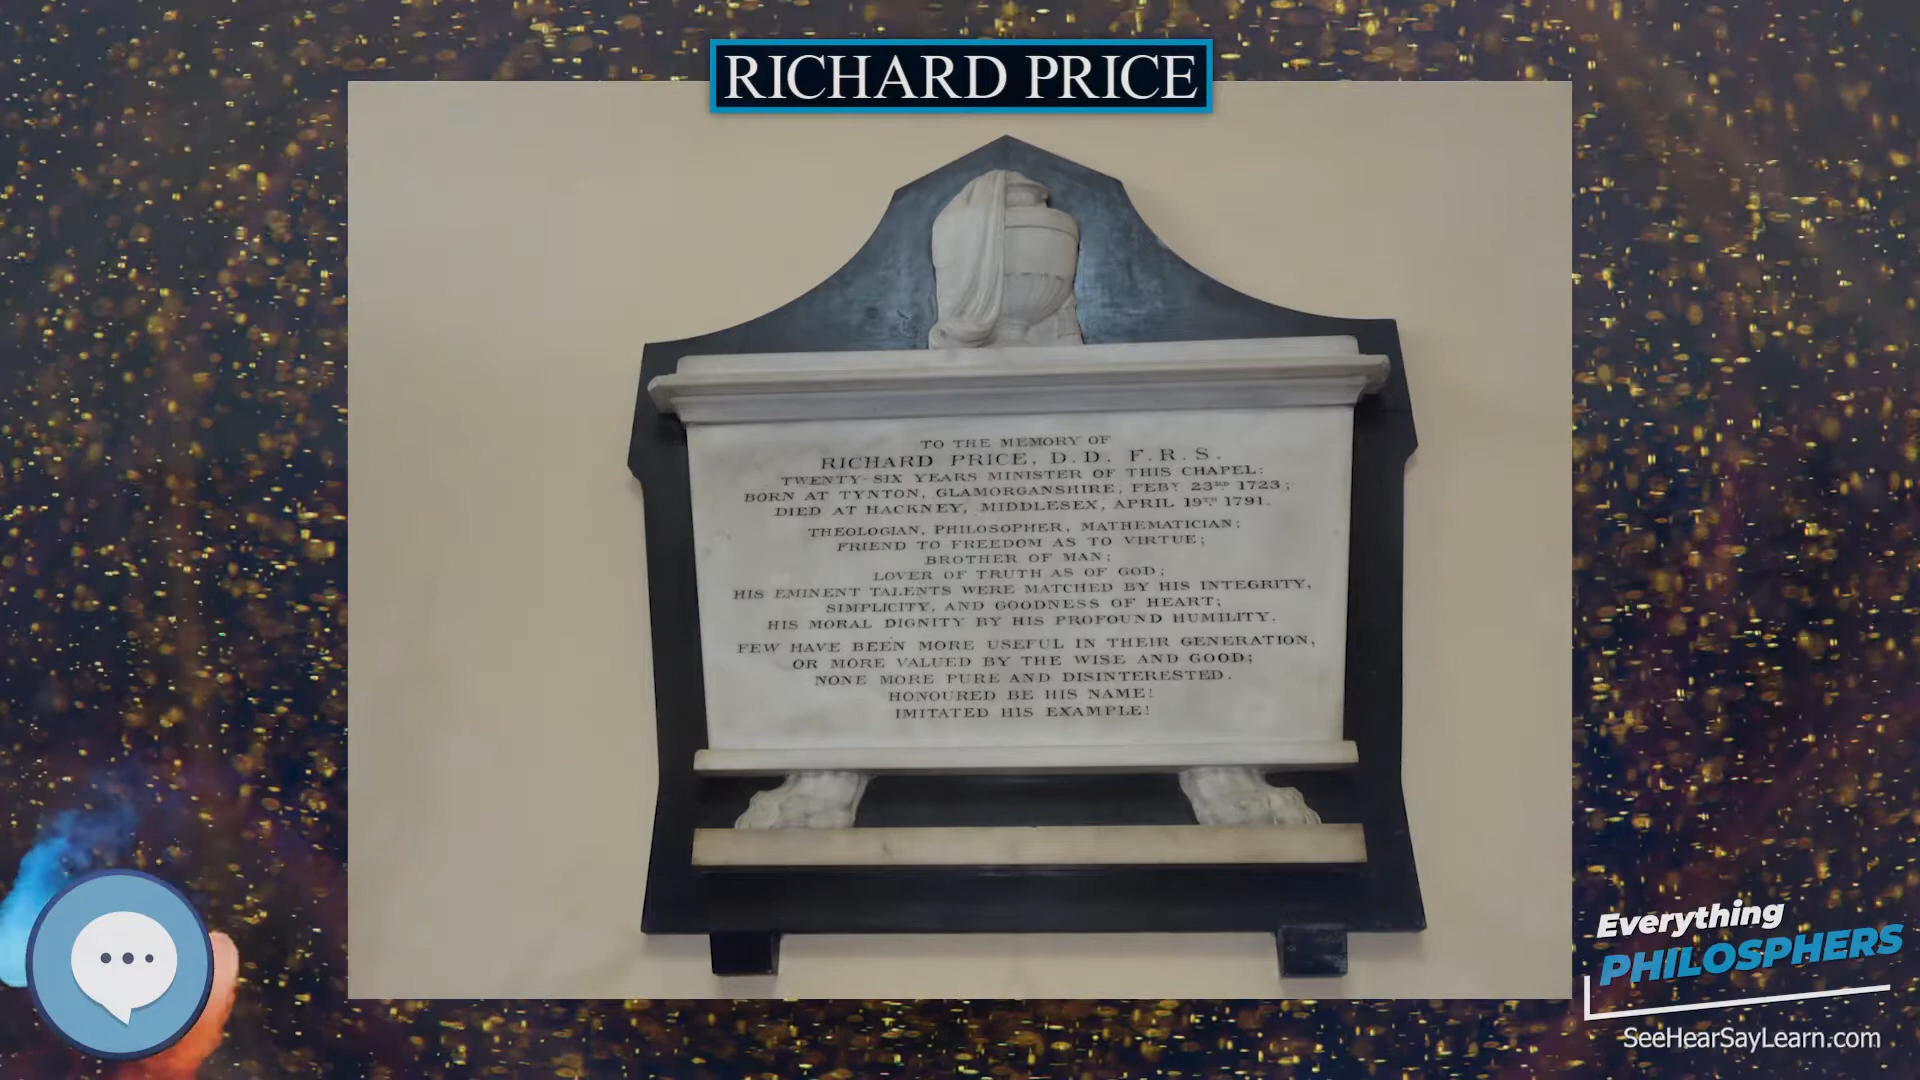 RICHARD PRICE
TO THE MEMORY OF
RICHARD PRICE, D.D. F.R.S.
TWENTY-SIX YEARS MINISTER OF THIS CHAPEL:
BORN AT TYNTON, GLAMORGANSHIRE, FEBY 23RD 1723;
DIED AT HACKNEY, MIDDLESEX, APRIL 19TH 1791.
THEOLOGIAN, PHILOSOPHER, MATHEMATICIAN;
FRIEND TO FREEDOM AS TO VIRTUE;
BROTHER OF MAN;
LOVER OF TRUTH AS OF GOD;
HIS EMINENT TALENTS WERE MATCHED BY HIS INTEGRITY,
SIMPLICITY, AND GOODNESS OF HEART;
HIS MORAL DIGNITY BY HIS PROFOUND HUMILITY.
FEW HAVE BEEN MORE USEFUL IN THEIR GENERATION,
OR MORE VALUED BY THE WISE AND GOOD;
NONE MORE PURE AND DISINTERESTED.
HONOURED BE HIS NAME!
IMITATED HIS EXAMPLE!
Everything
PHILOSPHERS
SeeHearSayLearn.com